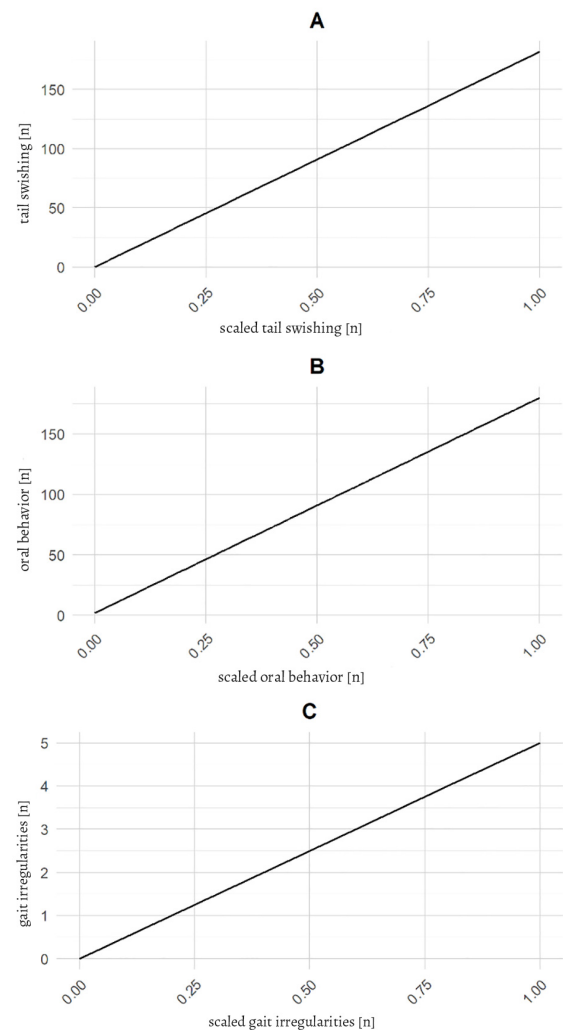 A
150
100
50
0
tail swishing [n]
0.00 0.25 0.50 0.75 1.00
scaled tail swishing [n]
B
150
100
50
0
oral behavior [n]
0.00 0.25 0.50 0.75 1.00
scaled oral behavior [n]
C
5
4
3
2
1
0
gait irregularities [n]
0.00 0.25 0.50 0.75 1.00
scaled gait irregularities [n]